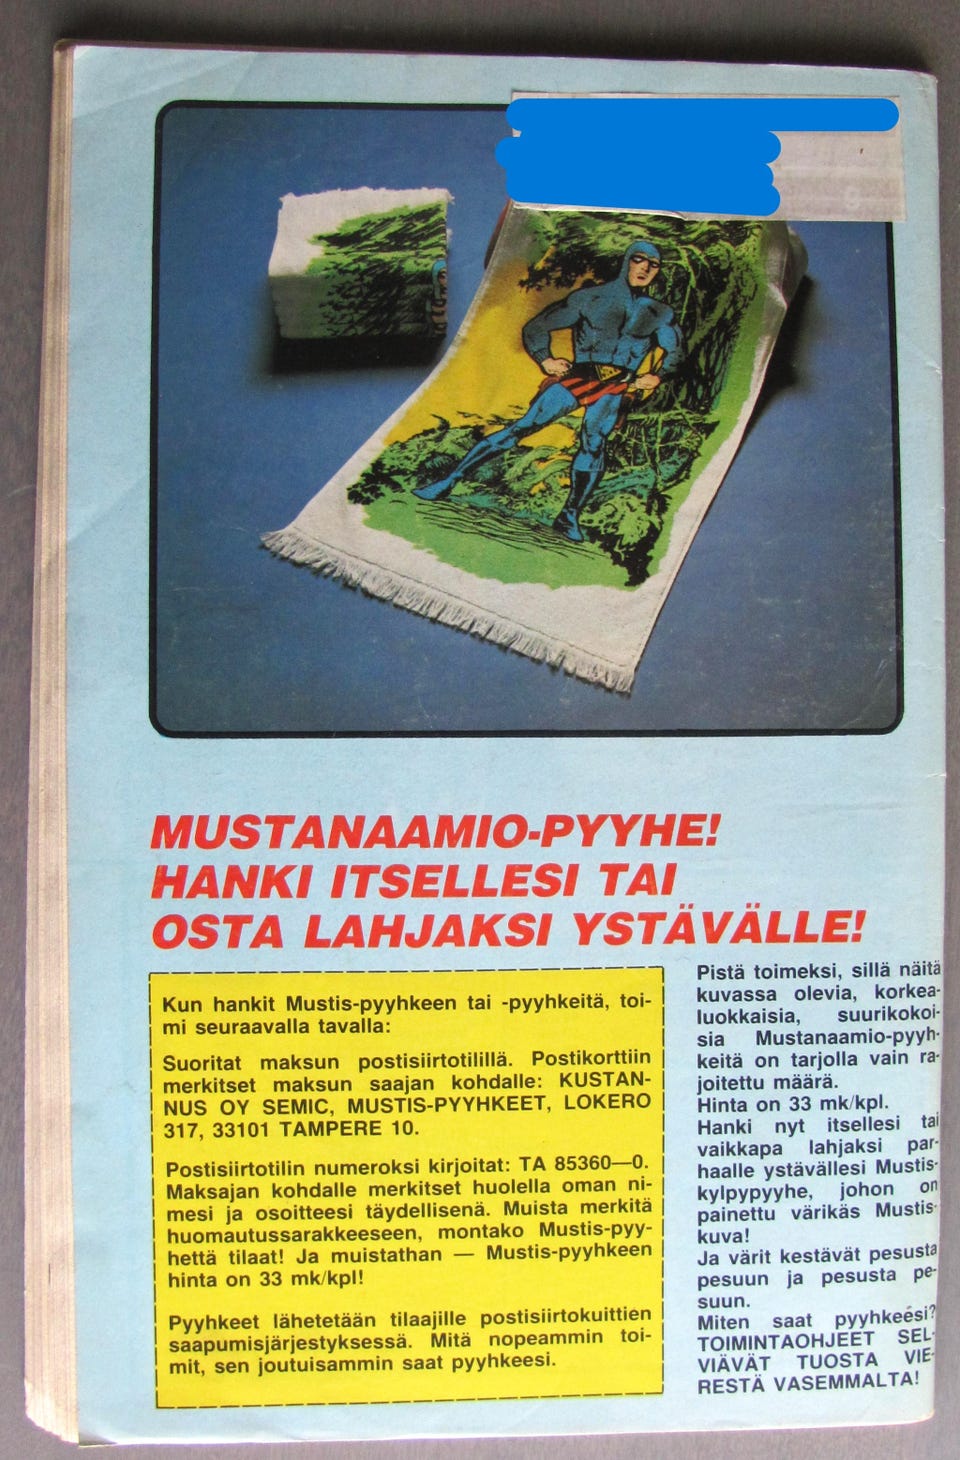 MUSTANAAMIO-PYYHE!
HANKI ITSELLESI TAI
OSTA LAHJAKSI YSTÄVÄLLE!
Kun hankit Mustis-pyyhkeen tai -pyyhkeitä, toi-
mi seuraavalla tavalla:
Suoritat maksun postisiirtotilillä. Postikorttiin
merkitset maksun saajan kohdalle: KUSTAN-
NUS OY SEMIC, MUSTIS-PYYHKEET, LOKERO
317, 33101 TAMPERE 10.
Postisiirtotilin numeroksi kirjoitat: TA 85360—0.
Maksajan kohdalle merkitset huolella oman ni-
mesi ja osoitteesi täydellisenä. Muista merkitä
huomautussarakkeeseen, montako Mustis-pyy-
hettä tilaat! Ja muistathan — Mustis-pyyhkeen
hinta on 33 mk/kpl!
Pyyhkeet lähetetään tilaajille postisiirtokuittien
saapumisjärjestyksessä. Mitä nopeammin toi-
mit, sen joutuisammin saat pyyhkeesi.
Pistä toimeksi, sillä näitä
kuvassa olevia, korkea-
luokkaisia, suurikokoi-
sia Mustanaamio-pyyh-
keitä on tarjolla vain ra-
joitettu määrä.
Hinta on 33 mk/kpl.
Hanki nyt itsellesi tai
vaikkapa lahjaksi par-
haalle ystävällesi Mustis-
kylpypyyhe, johon on
painettu värikäs Mustis-
kuva!
Ja värit kestävät pesusta
pesuun ja pesusta pe-
suun.
Miten saat pyyhkeesi?
TOIMINTAOHJEET SEL-
VIÄVÄT TUOSTA VIE-
RESTÄ VASEMMALTA!